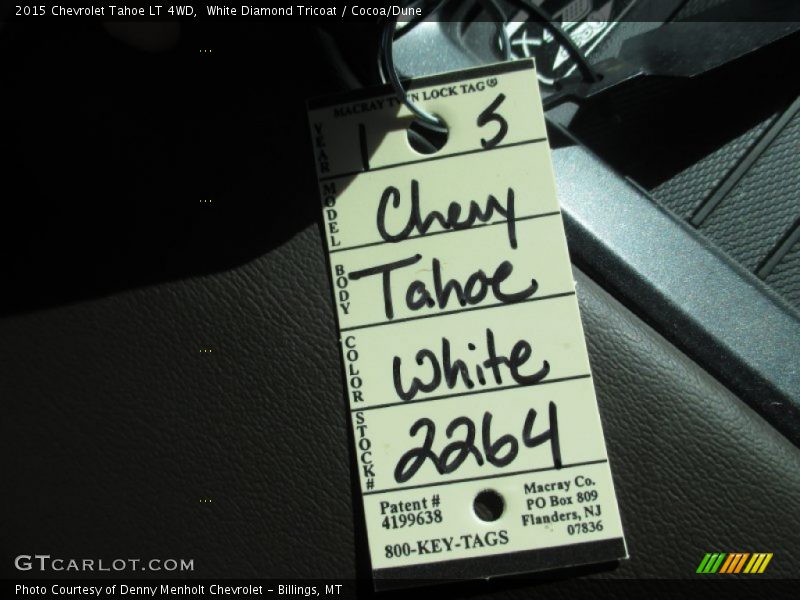 2015 Chevrolet Tahoe LT 4WD,  White Diamond Tricoat / Cocoa/Dune
MACRAY TWIN LOCK TAG®
YEAR 1 5
MODEL Chevy
BODY Tahoe
COLOR White
STOCK# 2264
Patent #
4199638
Macray Co.
PO Box 809
Flanders, NJ
07836
800-KEY-TAGS
GTCARLOT.COM
Photo Courtesy of Denny Menholt Chevrolet - Billings, MT